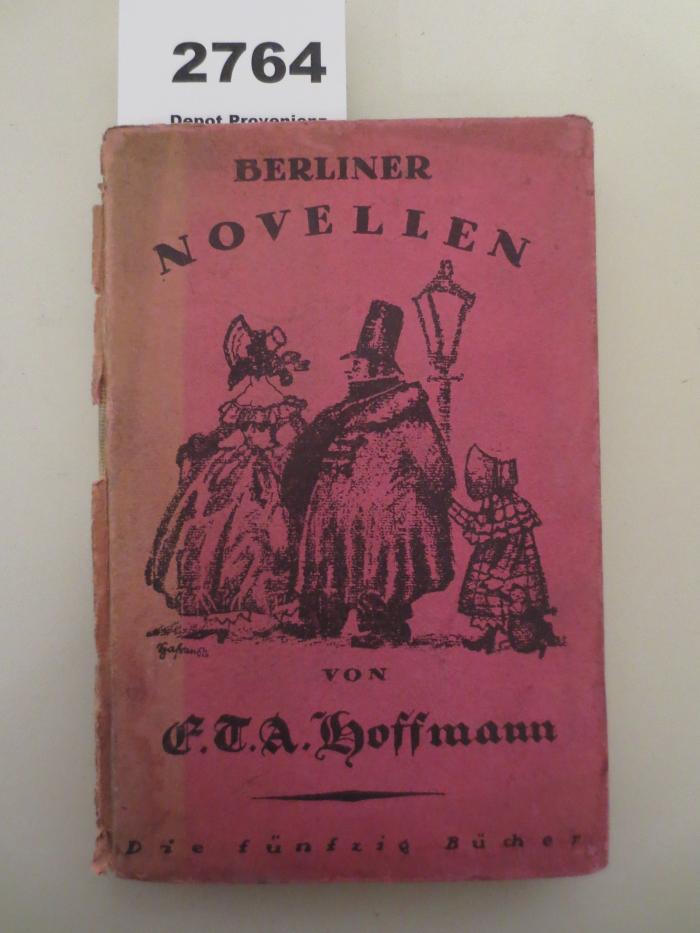 2764
Depot Provenienz
BERLINER
NOVELLEN
VON
E.T.A. Hoffmann
Die fünfzig Bücher